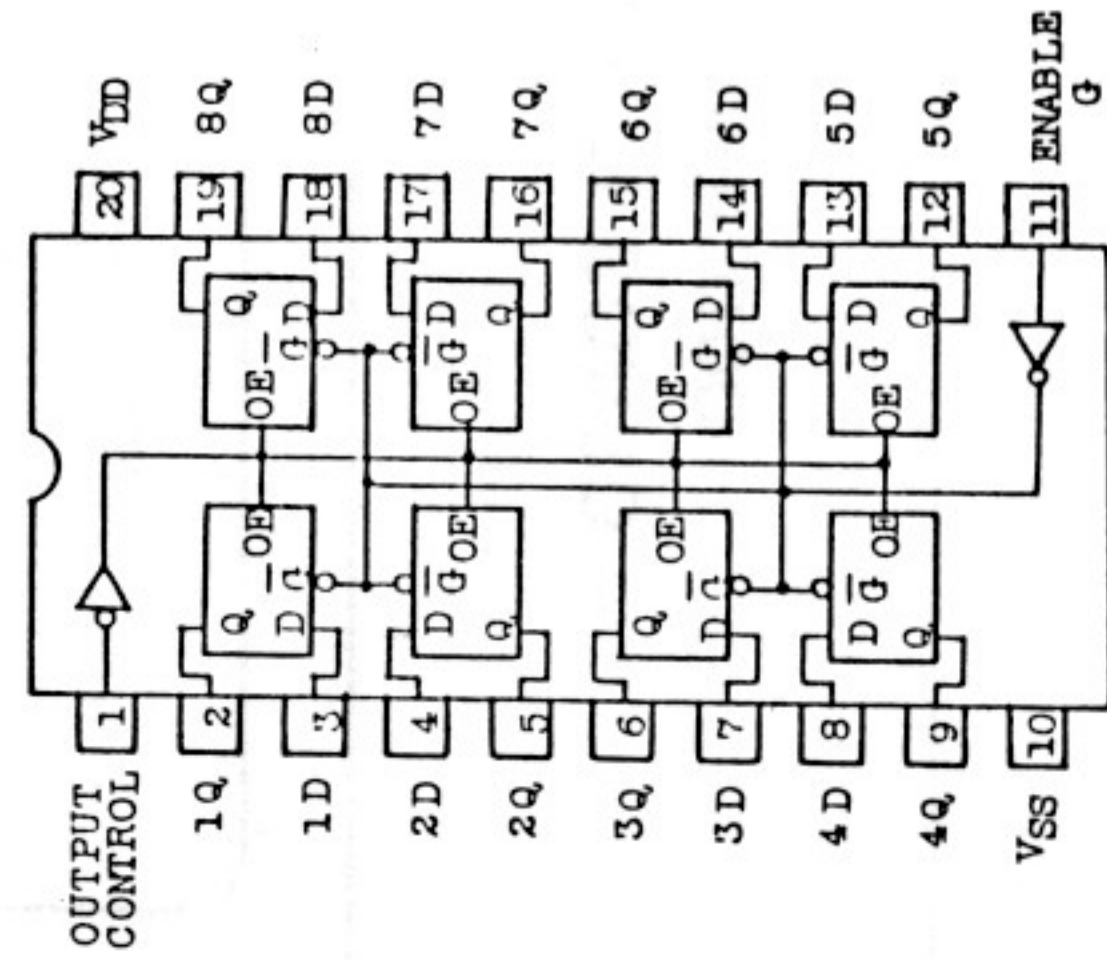 OUTPUT
CONTROL
1Q
1D
2D
2Q
3Q
3D
4D
4Q
VSS
1
2
3
4
5
6
7
8
9
10
Q
D
OE
G̅
D
Q
OE
G̅
Q
D
OE
G̅
D
Q
OE
G̅
Q
D
OE
G̅
D
Q
OE
G̅
Q
D
OE
G̅
D
Q
OE
G̅
20
19
18
17
16
15
14
13
12
11
VDD
8Q
8D
7D
7Q
6Q
6D
5D
5Q
ENABLE
G